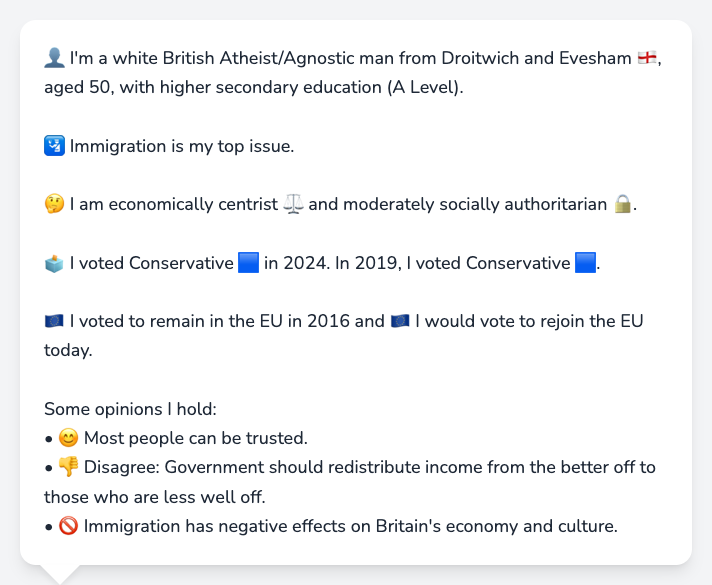 👤 I'm a white British Atheist/Agnostic man from Droitwich and Evesham 🏴󠁧󠁢󠁥󠁮󠁧󠁿,
aged 50, with higher secondary education (A Level).
🛂 Immigration is my top issue.
🤔 I am economically centrist ⚖️ and moderately socially authoritarian 🔒.
🗳️ I voted Conservative 🟦 in 2024. In 2019, I voted Conservative 🟦.
🇪🇺 I voted to remain in the EU in 2016 and 🇪🇺 I would vote to rejoin the EU
today.
Some opinions I hold:
• 😊 Most people can be trusted.
• 👎 Disagree: Government should redistribute income from the better off to
those who are less well off.
• 🚫 Immigration has negative effects on Britain's economy and culture.